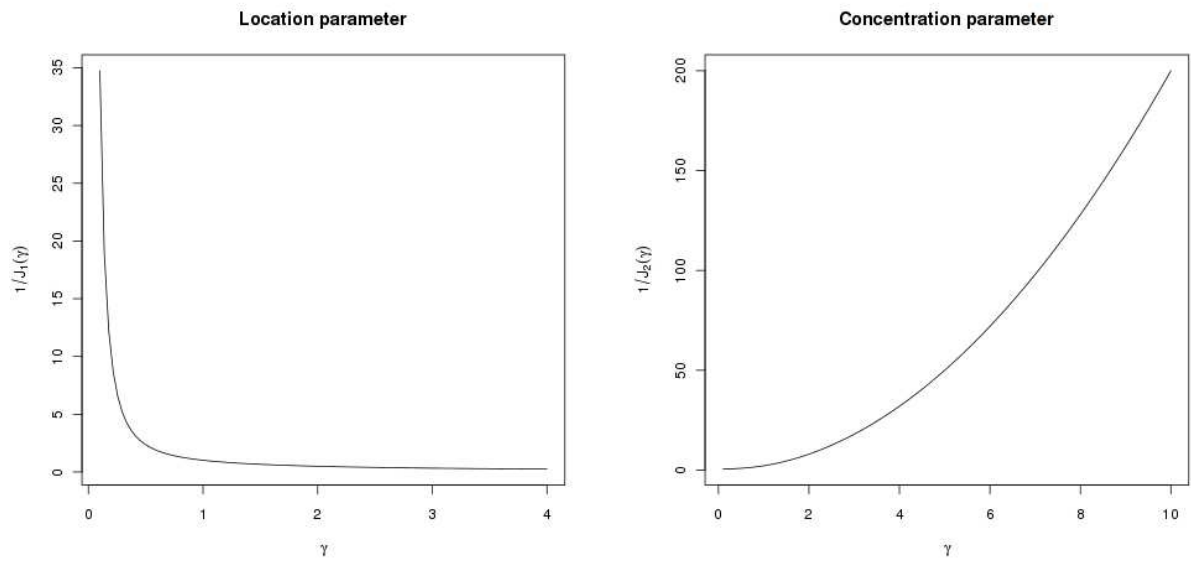 Location parameter
1/J₁(γ)
35
30
25
20
15
10
5
0
0 1 2 3 4
γ
Concentration parameter
1/J₂(γ)
200
150
100
50
0
0 2 4 6 8 10
γ